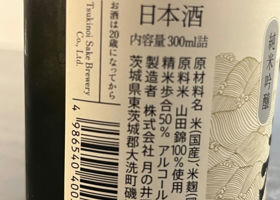 日本酒
内容量300ml詰
純米吟醸
原材料名 米(国産)、米麹(
原料米 山田錦100%使用
精米歩合50% アルコール
製造者 株式会社 月の井
茨城県東茨城郡大洗町磯
お酒は20歳になってから
Tsukinoi Sake Brewery
Co., Ltd.
4 986540 400